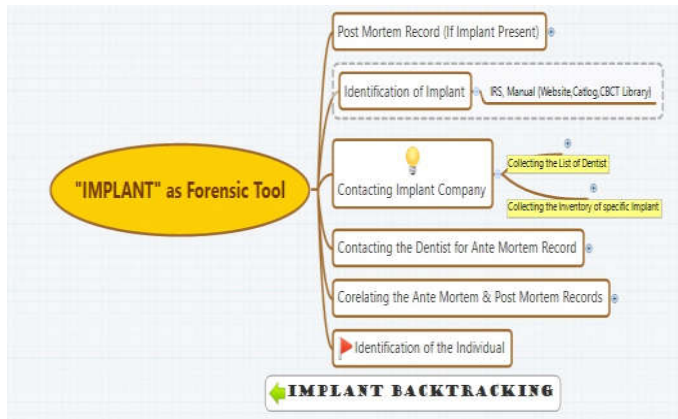 Post Mortem Record (If Implant Present)
Identification of Implant
IRS, Manual (Website,Catlog,CBCT Library)
"IMPLANT" as Forensic Tool
Contacting Implant Company
Collecting the List of Dentist
Collecting the Inventory of specific Implant
Contacting the Dentist for Ante Mortem Record
Corelating the Ante Mortem & Post Mortem Records
Identification of the Individual
IMPLANT BACKTRACKING